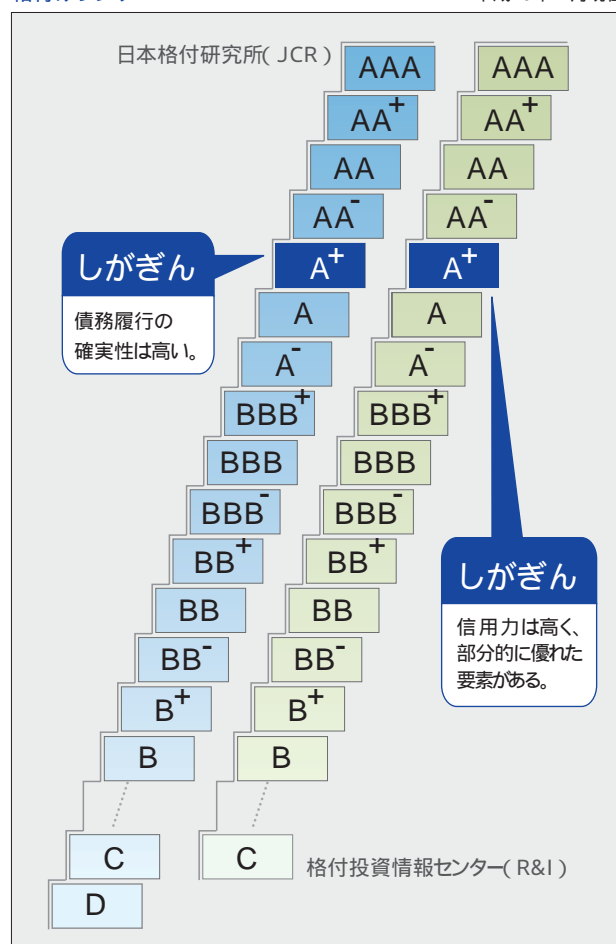 日本格付研究所(JCR)
AAA
AA+
AA
AA-
A+
A
A-
BBB+
BBB
BBB-
BB+
BB
BB-
B+
B
C
D
しがぎん
債務履行の
確実性は高い。
AAA
AA+
AA
AA-
A+
A
A-
BBB+
BBB
BBB-
BB+
BB
BB-
B+
B
C
格付投資情報センター(R&I)
しがぎん
信用力は高く、
部分的に優れた
要素がある。